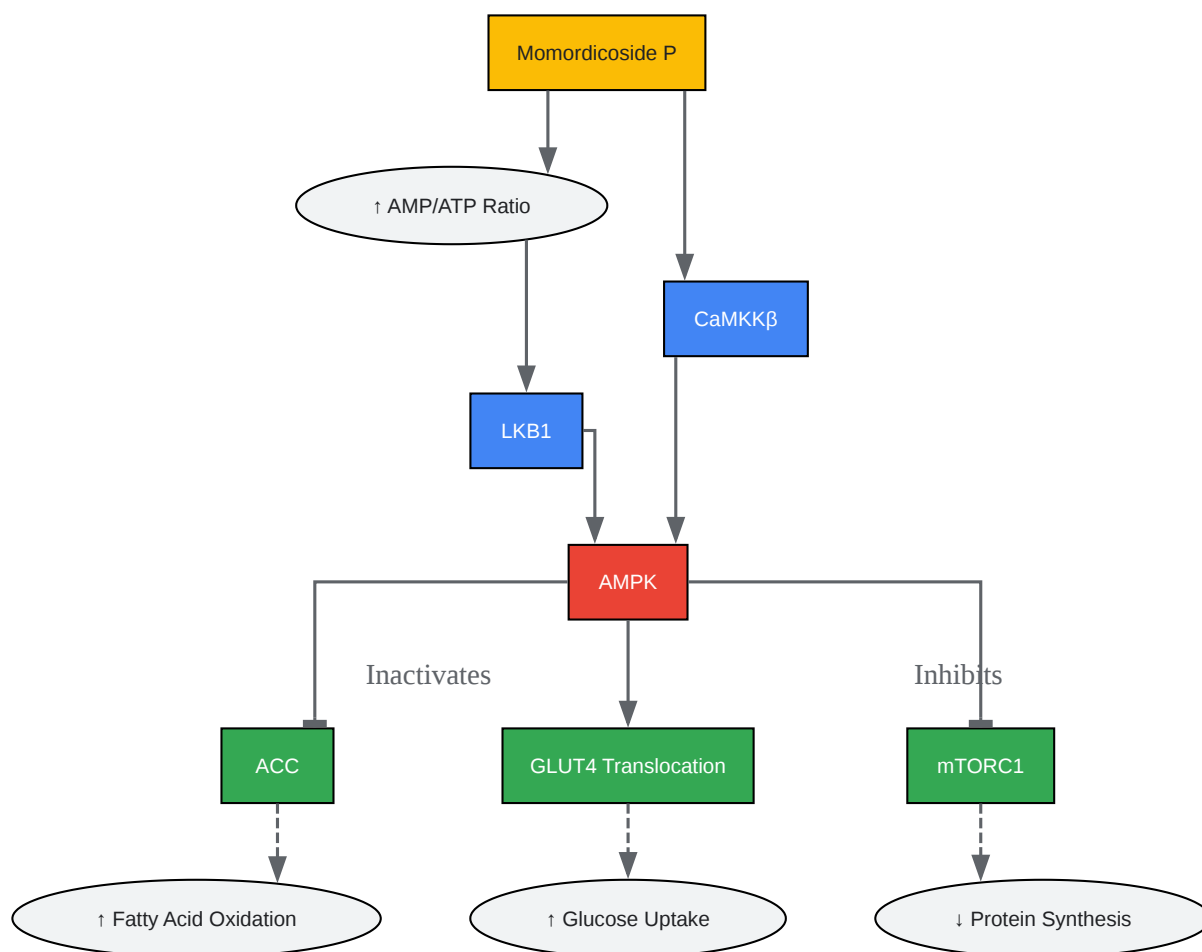 Momordicoside P
↑ AMP/ATP Ratio
CaMKKβ
LKB1
AMPK
Inactivates
Inhibits
ACC
GLUT4 Translocation
mTORC1
↑ Fatty Acid Oxidation
↑ Glucose Uptake
↓ Protein Synthesis